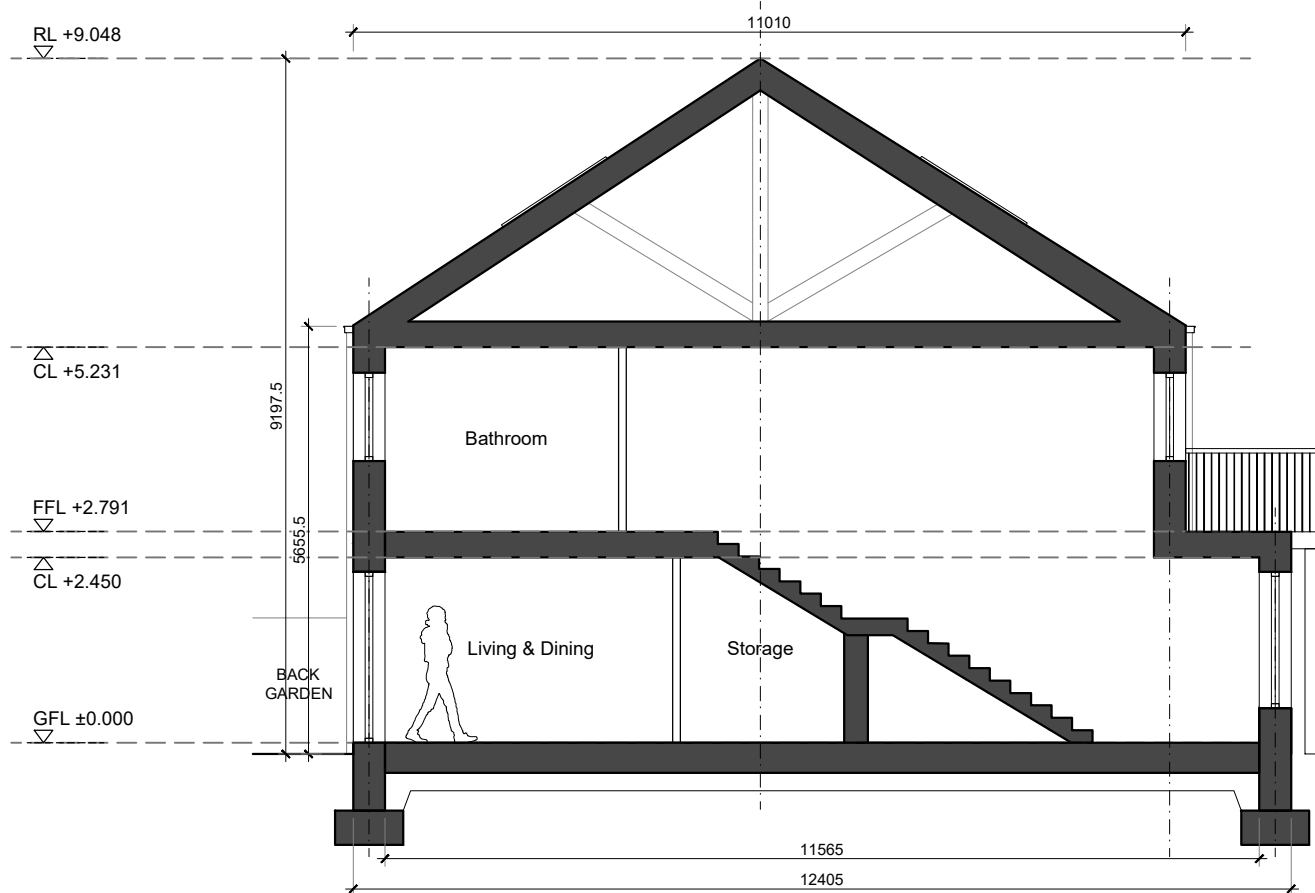 11010
RL +9.048
CL +5.231
9197.5
Bathroom
FFL +2.791
5655.5
CL +2.450
Living & Dining
Storage
BACK
GARDEN
GFL ±0.000
11565
12405